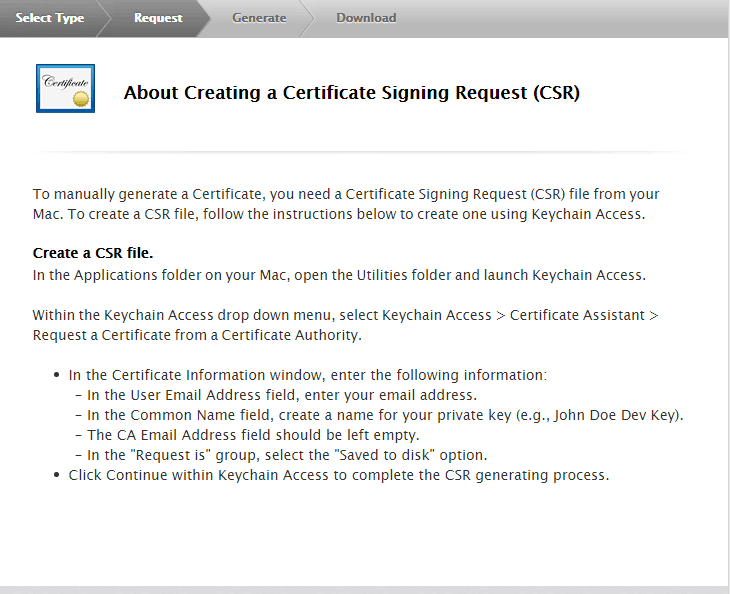 Select Type
Request
Generate
Download
Certificate
About Creating a Certificate Signing Request (CSR)
To manually generate a Certificate, you need a Certificate Signing Request (CSR) file from your
Mac. To create a CSR file, follow the instructions below to create one using Keychain Access.
Create a CSR file.
In the Applications folder on your Mac, open the Utilities folder and launch Keychain Access.
Within the Keychain Access drop down menu, select Keychain Access > Certificate Assistant >
Request a Certificate from a Certificate Authority.
• In the Certificate Information window, enter the following information:
– In the User Email Address field, enter your email address.
– In the Common Name field, create a name for your private key (e.g., John Doe Dev Key).
– The CA Email Address field should be left empty.
– In the "Request is" group, select the "Saved to disk" option.
• Click Continue within Keychain Access to complete the CSR generating process.